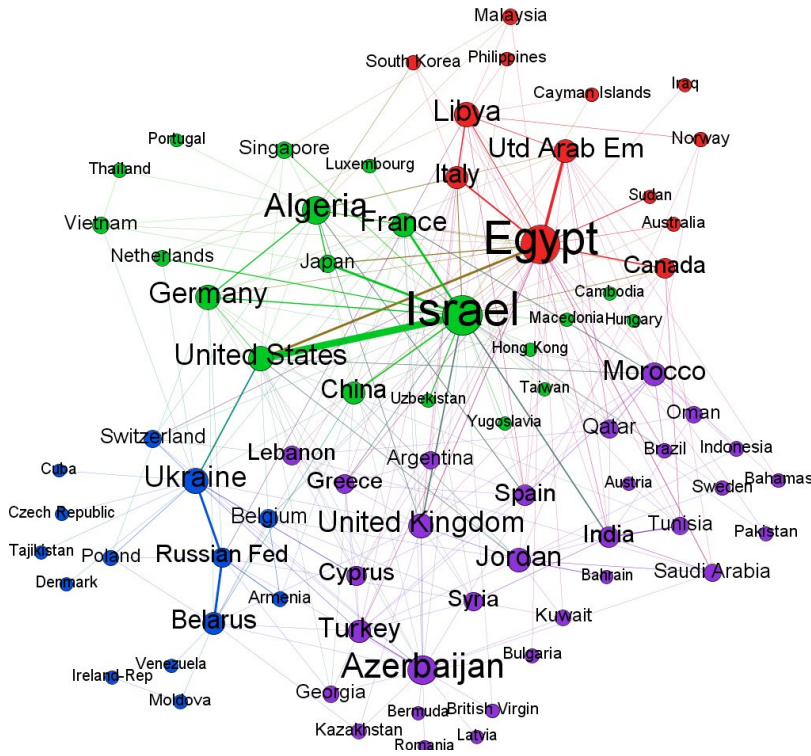 Malaysia
Philippines
South Korea
Iraq
Cayman Islands
Libya
Portugal
Norway
Singapore
Utd Arab Em
Luxembourg
Thailand
Italy
Sudan
Algeria
France
Vietnam
Australia
Egypt
Netherlands
Japan
Canada
Germany
Cambodia
Israel
Macedonia
Hungary
Hong Kong
United States
Morocco
China
Taiwan
Uzbekistan
Oman
Yugoslavia
Qatar
Switzerland
Lebanon
Argentina
Brazil
Indonesia
Cuba
Ukraine
Greece
Austria
Sweden
Bahamas
Spain
Czech Republic
Belgium
United Kingdom
Tunisia
India
Pakistan
Tajikistan
Poland
Russian Fed
Jordan
Cyprus
Bahrain
Saudi Arabia
Denmark
Armenia
Syria
Belarus
Kuwait
Turkey
Bulgaria
Venezuela
Azerbaijan
Ireland-Rep
Moldova
Georgia
Bermuda
British Virgin
Kazakhstan
Latvia
Romania